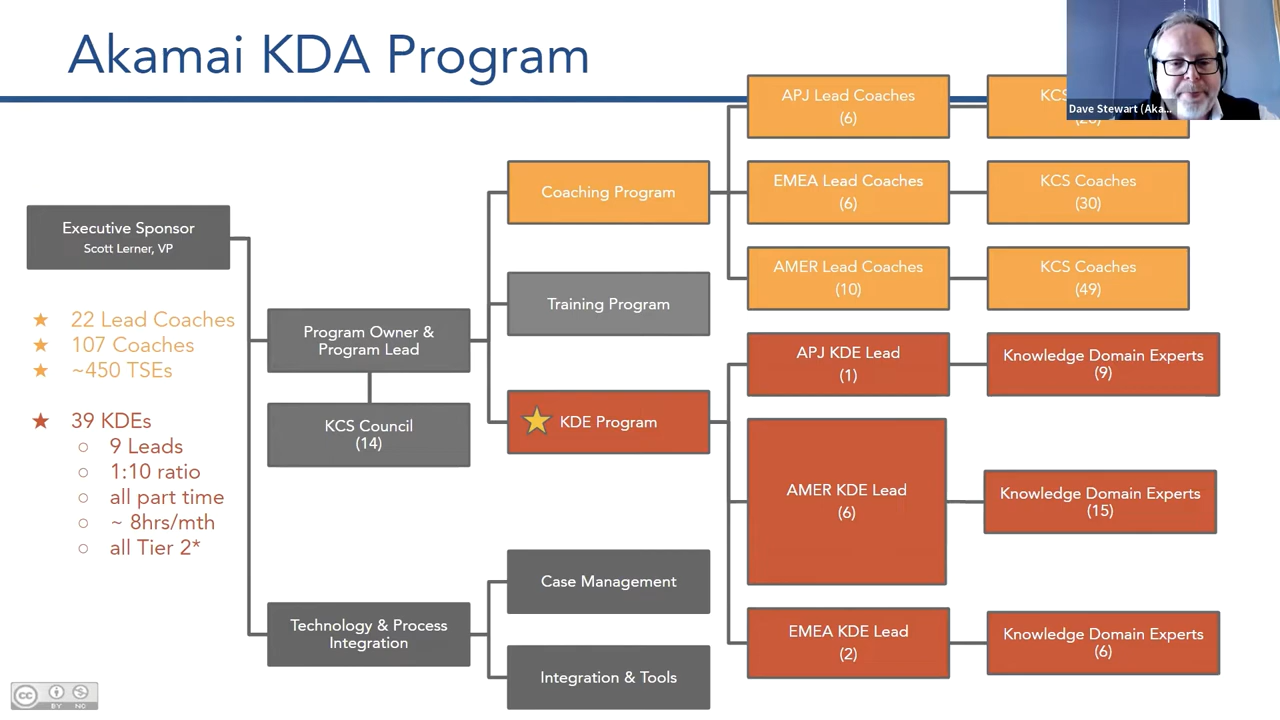 Akamai KDA Program
Dave Stewart (Aka...
APJ Lead Coaches
(6)
EMEA Lead Coaches
(6)
KCS Coaches
(30)
Coaching Program
Executive Sponsor
Scott Lerner, VP
AMER Lead Coaches
(10)
KCS Coaches
(49)
Training Program
★ 22 Lead Coaches
★ 107 Coaches
★ ~450 TSEs
Program Owner &
Program Lead
APJ KDE Lead
(1)
Knowledge Domain Experts
(9)
★ 39 KDEs
○ 9 Leads
○ 1:10 ratio
○ all part time
○ ~ 8hrs/mth
○ all Tier 2*
KCS Council
(14)
KDE Program
AMER KDE Lead
(6)
Knowledge Domain Experts
(15)
Case Management
Technology & Process
Integration
EMEA KDE Lead
(2)
Knowledge Domain Experts
(6)
Integration & Tools
cc
BY NC